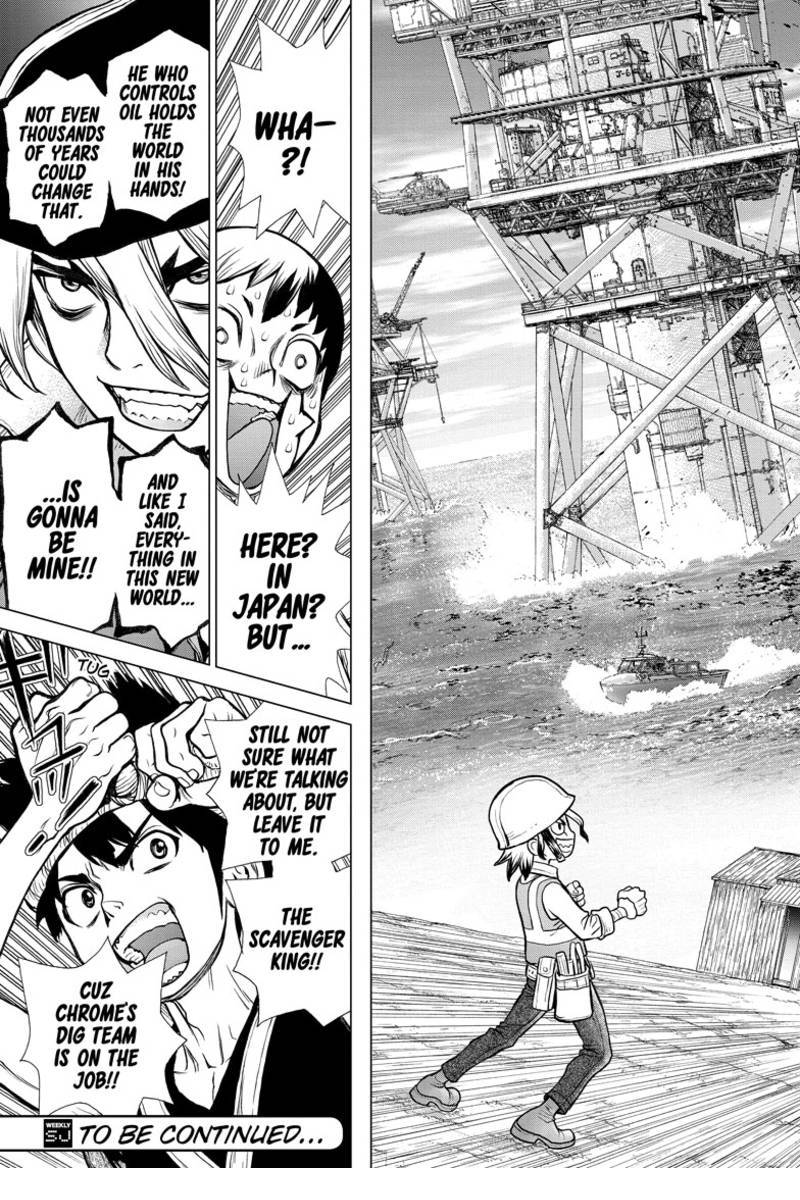 WHA—
?!
HERE?
IN
JAPAN?
BUT...
HE WHO
CONTROLS
OIL HOLDS
THE
WORLD
IN HIS
HANDS!
NOT EVEN
THOUSANDS
OF YEARS
COULD
CHANGE
THAT.
AND
LIKE I
SAID,
EVERY-
THING IN
THIS NEW
WORLD...
...IS
GONNA
BE
MINE!!
STILL NOT
SURE WHAT
WE'RE TALKING
ABOUT, BUT
LEAVE IT
TO ME.
THE
SCAVENGER
KING!!
TUG
ギュッ
CUZ
CHROME'S
DIG TEAM
IS ON THE
JOB!!
WEEKLY
SJ
TO BE CONTINUED...